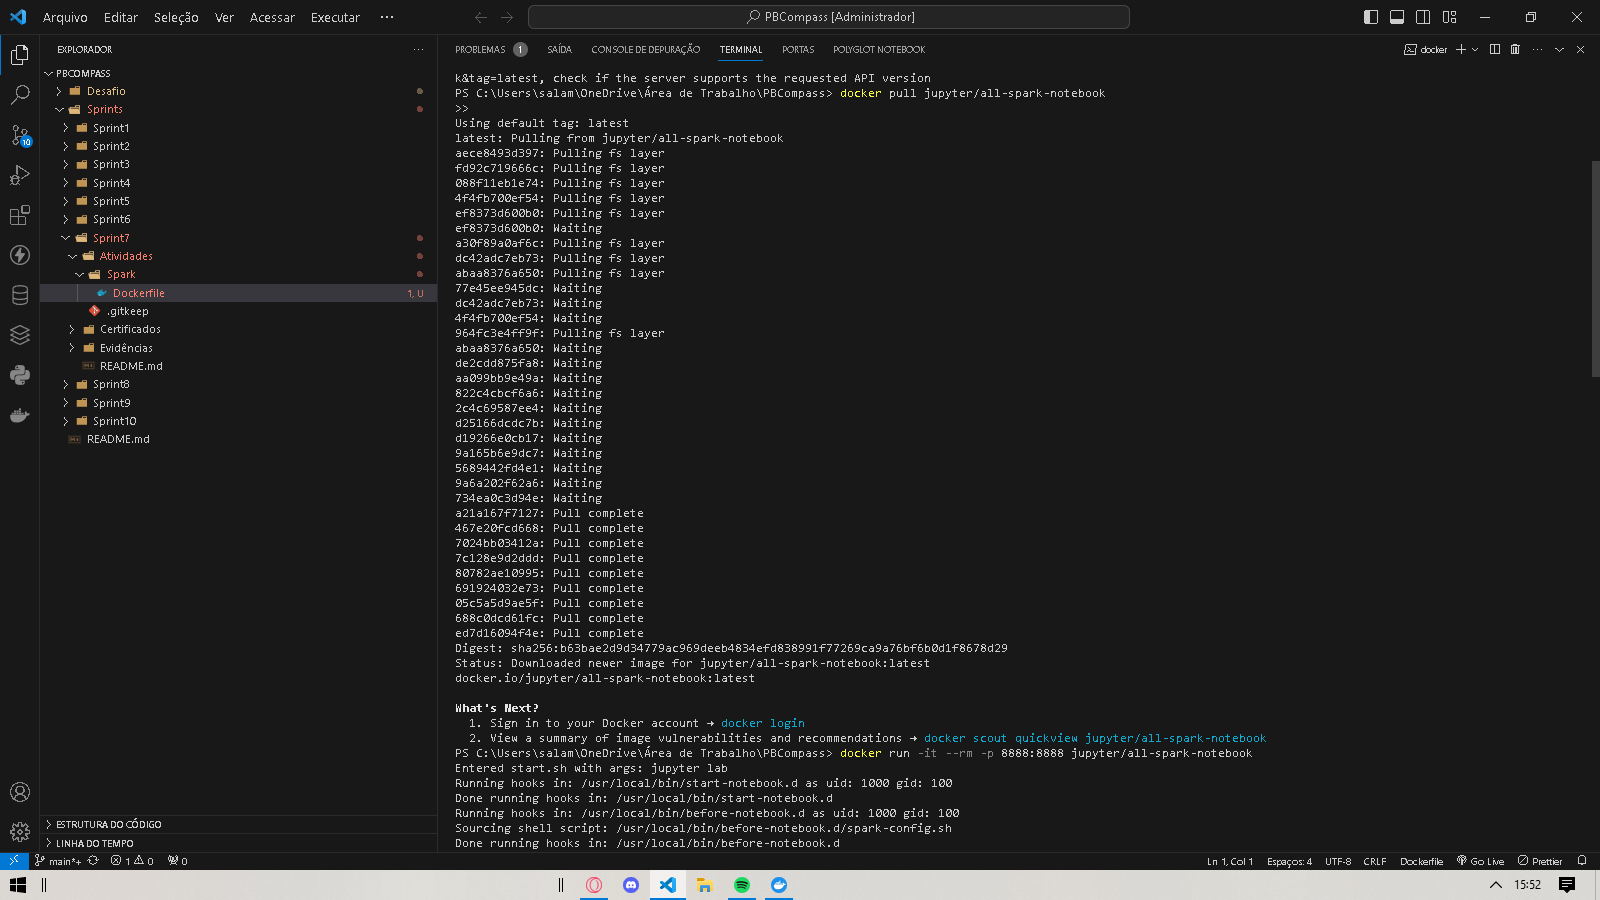 Arquivo Editar Seleção Ver Acessar Executar ···
PBCompass [Administrador]
EXPLORADOR
PBCOMPASS
Desafio
Sprints
Sprint1
Sprint2
Sprint3
Sprint4
Sprint5
Sprint6
Sprint7
Atividades
Spark
Dockerfile 1, U
.gitkeep
Certificados
Evidências
README.md
Sprint8
Sprint9
Sprint10
README.md
ESTRUTURA DO CÓDIGO
LINHA DO TEMPO
10
PROBLEMAS 1 SAÍDA CONSOLE DE DEPURAÇÃO TERMINAL PORTAS POLYGLOT NOTEBOOK
docker
k&tag=latest, check if the server supports the requested API version
PS C:\Users\salam\OneDrive\Área de Trabalho\PBCompass> docker pull jupyter/all-spark-notebook
>>
Using default tag: latest
latest: Pulling from jupyter/all-spark-notebook
aece8493d397: Pulling fs layer
fd92c719666c: Pulling fs layer
088f11eb1e74: Pulling fs layer
4f4fb700ef54: Pulling fs layer
ef8373d600b0: Pulling fs layer
ef8373d600b0: Waiting
a30f89a0af6c: Pulling fs layer
dc42adc7eb73: Pulling fs layer
abaa8376a650: Pulling fs layer
77e45ee945dc: Waiting
dc42adc7eb73: Waiting
4f4fb700ef54: Waiting
964fc3e4ff9f: Pulling fs layer
abaa8376a650: Waiting
de2cdd875fa8: Waiting
aa099bb9e49a: Waiting
822c4cbcf6a6: Waiting
2c4c69587ee4: Waiting
d25166dcdc7b: Waiting
d19266e0cb17: Waiting
9a165b6e9dc7: Waiting
5689442fd4e1: Waiting
9a6a202f62a6: Waiting
734ea0c3d94e: Waiting
a21a167f7127: Pull complete
467e20fcd668: Pull complete
7024bb03412a: Pull complete
7c128e9d2ddd: Pull complete
80782ae10995: Pull complete
691924032e73: Pull complete
05c5a5d9ae5f: Pull complete
688c0dcd61fc: Pull complete
ed7d16094f4e: Pull complete
Digest: sha256:b63bae2d9d34779ac969deeb4834efd838991f77269ca9a76bf6b0d1f8678d29
Status: Downloaded newer image for jupyter/all-spark-notebook:latest
docker.io/jupyter/all-spark-notebook:latest
What's Next?
1. Sign in to your Docker account → docker login
2. View a summary of image vulnerabilities and recommendations → docker scout quickview jupyter/all-spark-notebook
PS C:\Users\salam\OneDrive\Área de Trabalho\PBCompass> docker run -it --rm -p 8888:8888 jupyter/all-spark-notebook
Entered start.sh with args: jupyter lab
Running hooks in: /usr/local/bin/start-notebook.d as uid: 1000 gid: 100
Done running hooks in: /usr/local/bin/start-notebook.d
Running hooks in: /usr/local/bin/before-notebook.d as uid: 1000 gid: 100
Sourcing shell script: /usr/local/bin/before-notebook.d/spark-config.sh
Done running hooks in: /usr/local/bin/before-notebook.d
main*+ 1 0 0 Ln 1, Col 1 Espaços: 4 UTF-8 CRLF Dockerfile Go Live Prettier
15:52